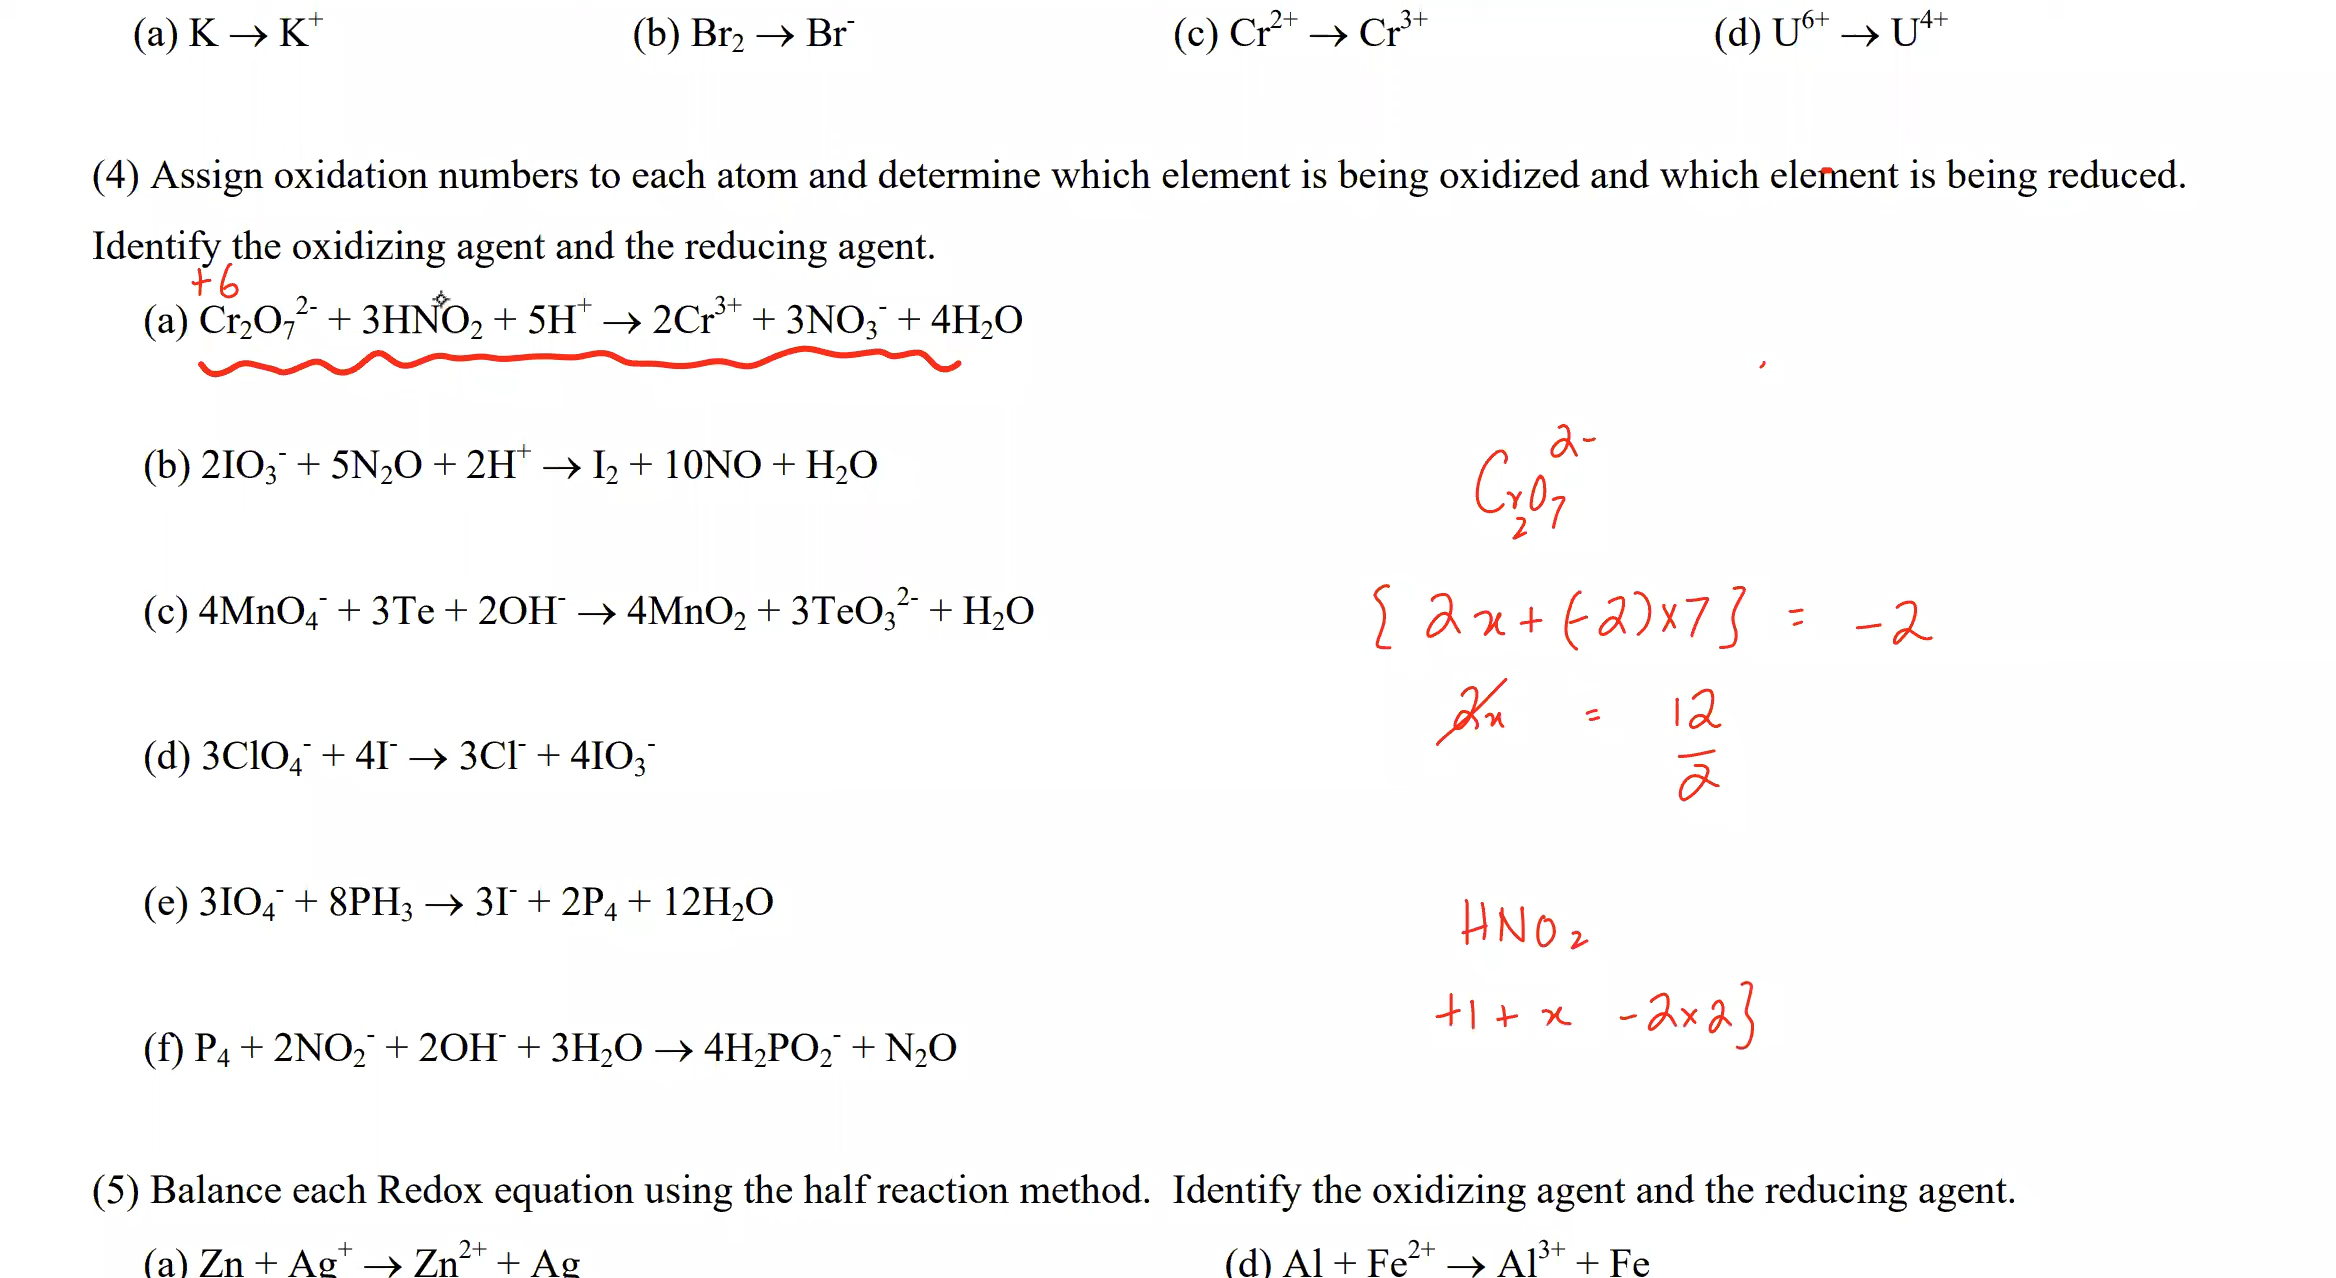 (a) K → K⁺ (b) Br₂ → Br⁻ (c) Cr²⁺ → Cr³⁺ (d) U⁶⁺ → U⁴⁺
(4) Assign oxidation numbers to each atom and determine which element is being oxidized and which element is being reduced.
Identify the oxidizing agent and the reducing agent.
+6
(a) Cr₂O₇²⁻ + 3HNO₂ + 5H⁺ → 2Cr³⁺ + 3NO₃⁻ + 4H₂O
(b) 2IO₃⁻ + 5N₂O + 2H⁺ → I₂ + 10NO + H₂O
Cr₂O₇²⁻
(c) 4MnO₄⁻ + 3Te + 2OH⁻ → 4MnO₂ + 3TeO₃²⁻ + H₂O
{ 2x + (-2)×7 } = -2
2x = 12
2
(d) 3ClO₄⁻ + 4I⁻ → 3Cl⁻ + 4IO₃⁻
(e) 3IO₄⁻ + 8PH₃ → 3I⁻ + 2P₄ + 12H₂O
HNO₂
+1 + x -2×2}
(f) P₄ + 2NO₂⁻ + 2OH⁻ + 3H₂O → 4H₂PO₂⁻ + N₂O
(5) Balance each Redox equation using the half reaction method. Identify the oxidizing agent and the reducing agent.
(a) Zn + Ag⁺ → Zn²⁺ + Ag (d) Al + Fe²⁺ → Al³⁺ + Fe